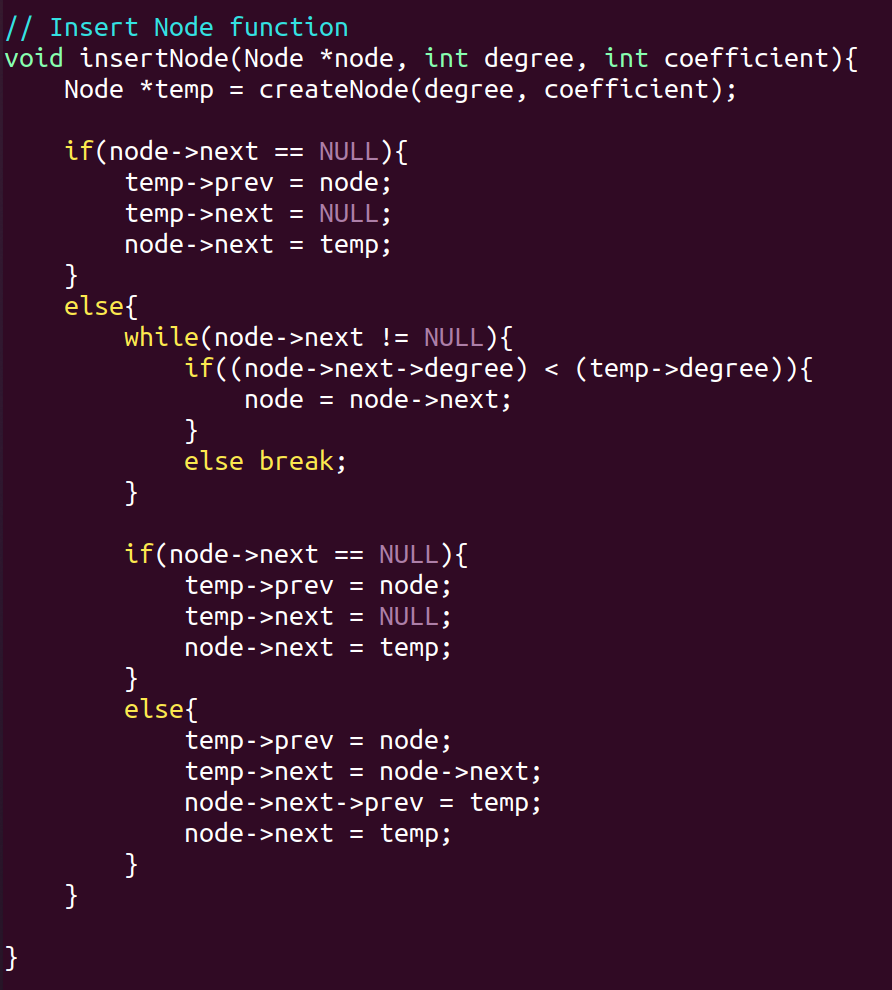 // Insert Node function
void insertNode(Node *node, int degree, int coefficient){
    Node *temp = createNode(degree, coefficient);

    if(node->next == NULL){
        temp->prev = node;
        temp->next = NULL;
        node->next = temp;
    }
    else{
        while(node->next != NULL){
            if((node->next->degree) < (temp->degree)){
                node = node->next;
            }
            else break;
        }

        if(node->next == NULL){
            temp->prev = node;
            temp->next = NULL;
            node->next = temp;
        }
        else{
            temp->prev = node;
            temp->next = node->next;
            node->next->prev = temp;
            node->next = temp;
        }
    }

}